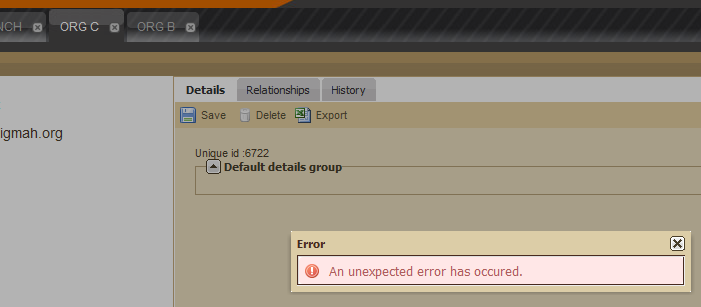 NCH ORG C ORG B
Details Relationships History
igmah.org
Save Delete Export
Unique id :6722
Default details group
Error
An unexpected error has occured.